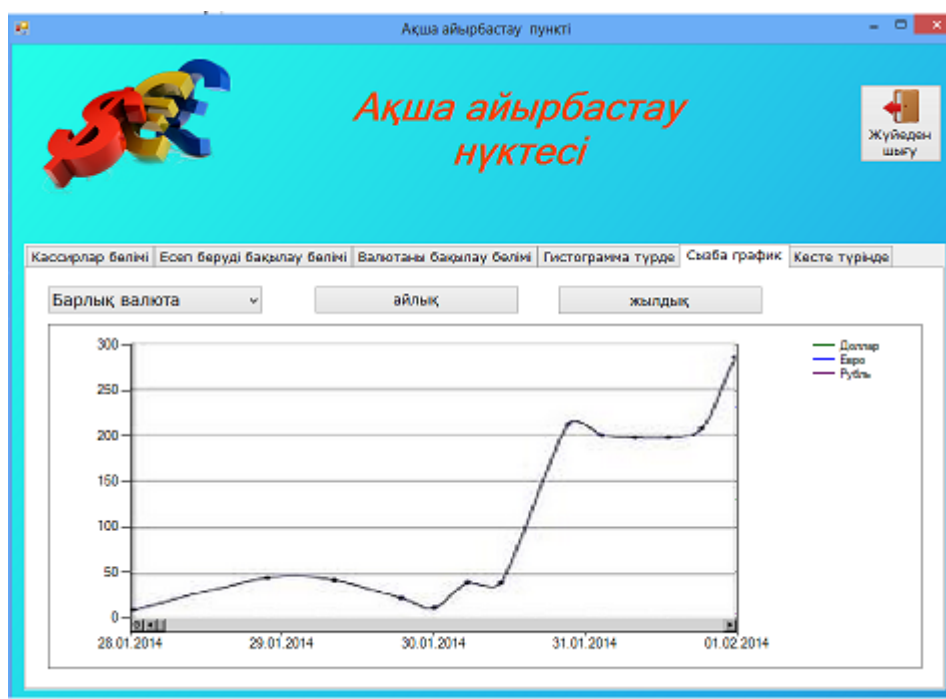 Ақша айырбастау пункті
Ақша айырбастау
нүктесі
Жүйеден
шығу
Кассирлар бөлімі Есеп беруді бақылау бөлімі Валютаны бақылау бөлімі Гистограмма түрде Сызба график Кесте түрінде
Барлық валюта айлық жылдық
300
250
200
150
100
50
0
28.01.2014 29.01.2014 30.01.2014 31.01.2014 01.02.2014
Доллар
Евро
Рубль